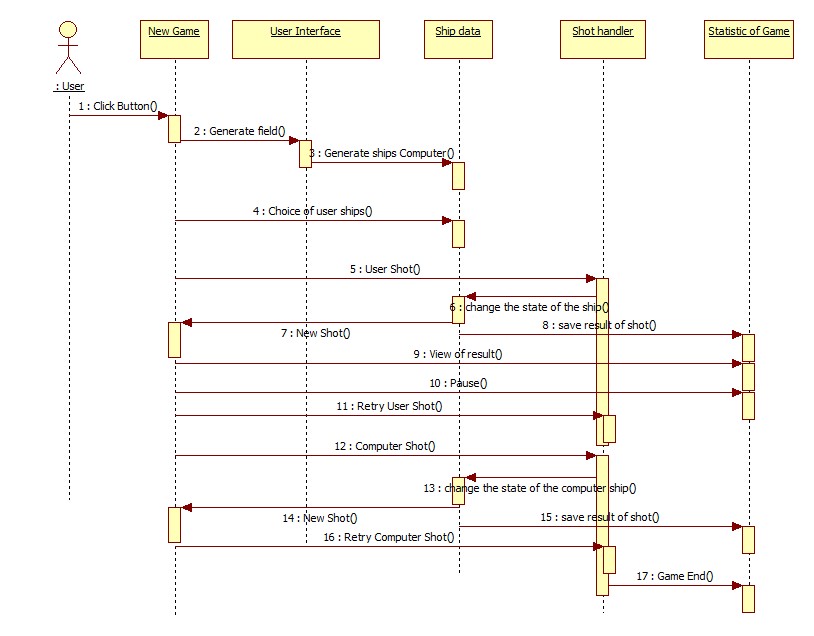 New Game
User Interface
Ship data
Shot handler
Statistic of Game
: User
1 : Click Button()
2 : Generate field()
3 : Generate ships Computer()
4 : Choice of user ships()
5 : User Shot()
6 : change the state of the ship()
7 : New Shot()
8 : save result of shot()
9 : View of result()
10 : Pause()
11 : Retry User Shot()
12 : Computer Shot()
13 : change the state of the computer ship()
14 : New Shot()
15 : save result of shot()
16 : Retry Computer Shot()
17 : Game End()